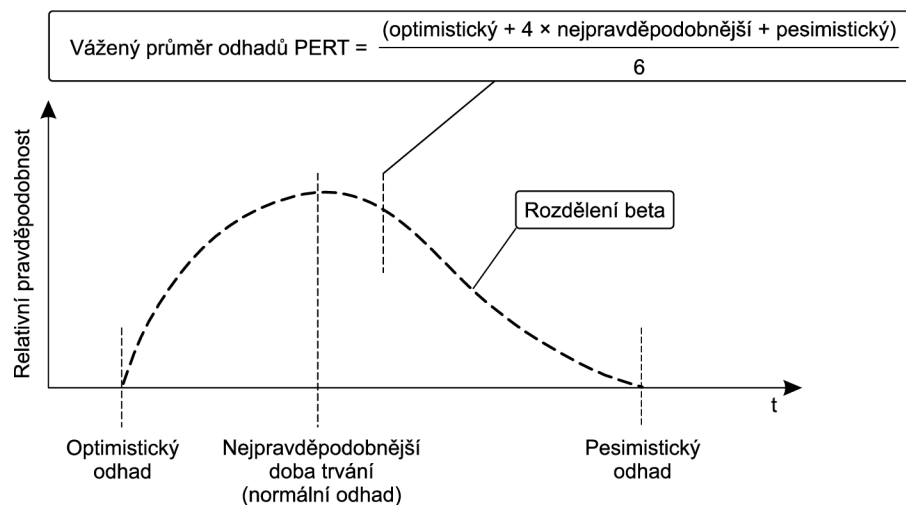 Vážený průměr odhadů PERT = (optimistický + 4 × nejpravděpodobnější + pesimistický)
6
Relativní pravděpodobnost
Rozdělení beta
t
Optimistický
odhad
Nejpravděpodobnější
doba trvání
(normální odhad)
Pesimistický
odhad